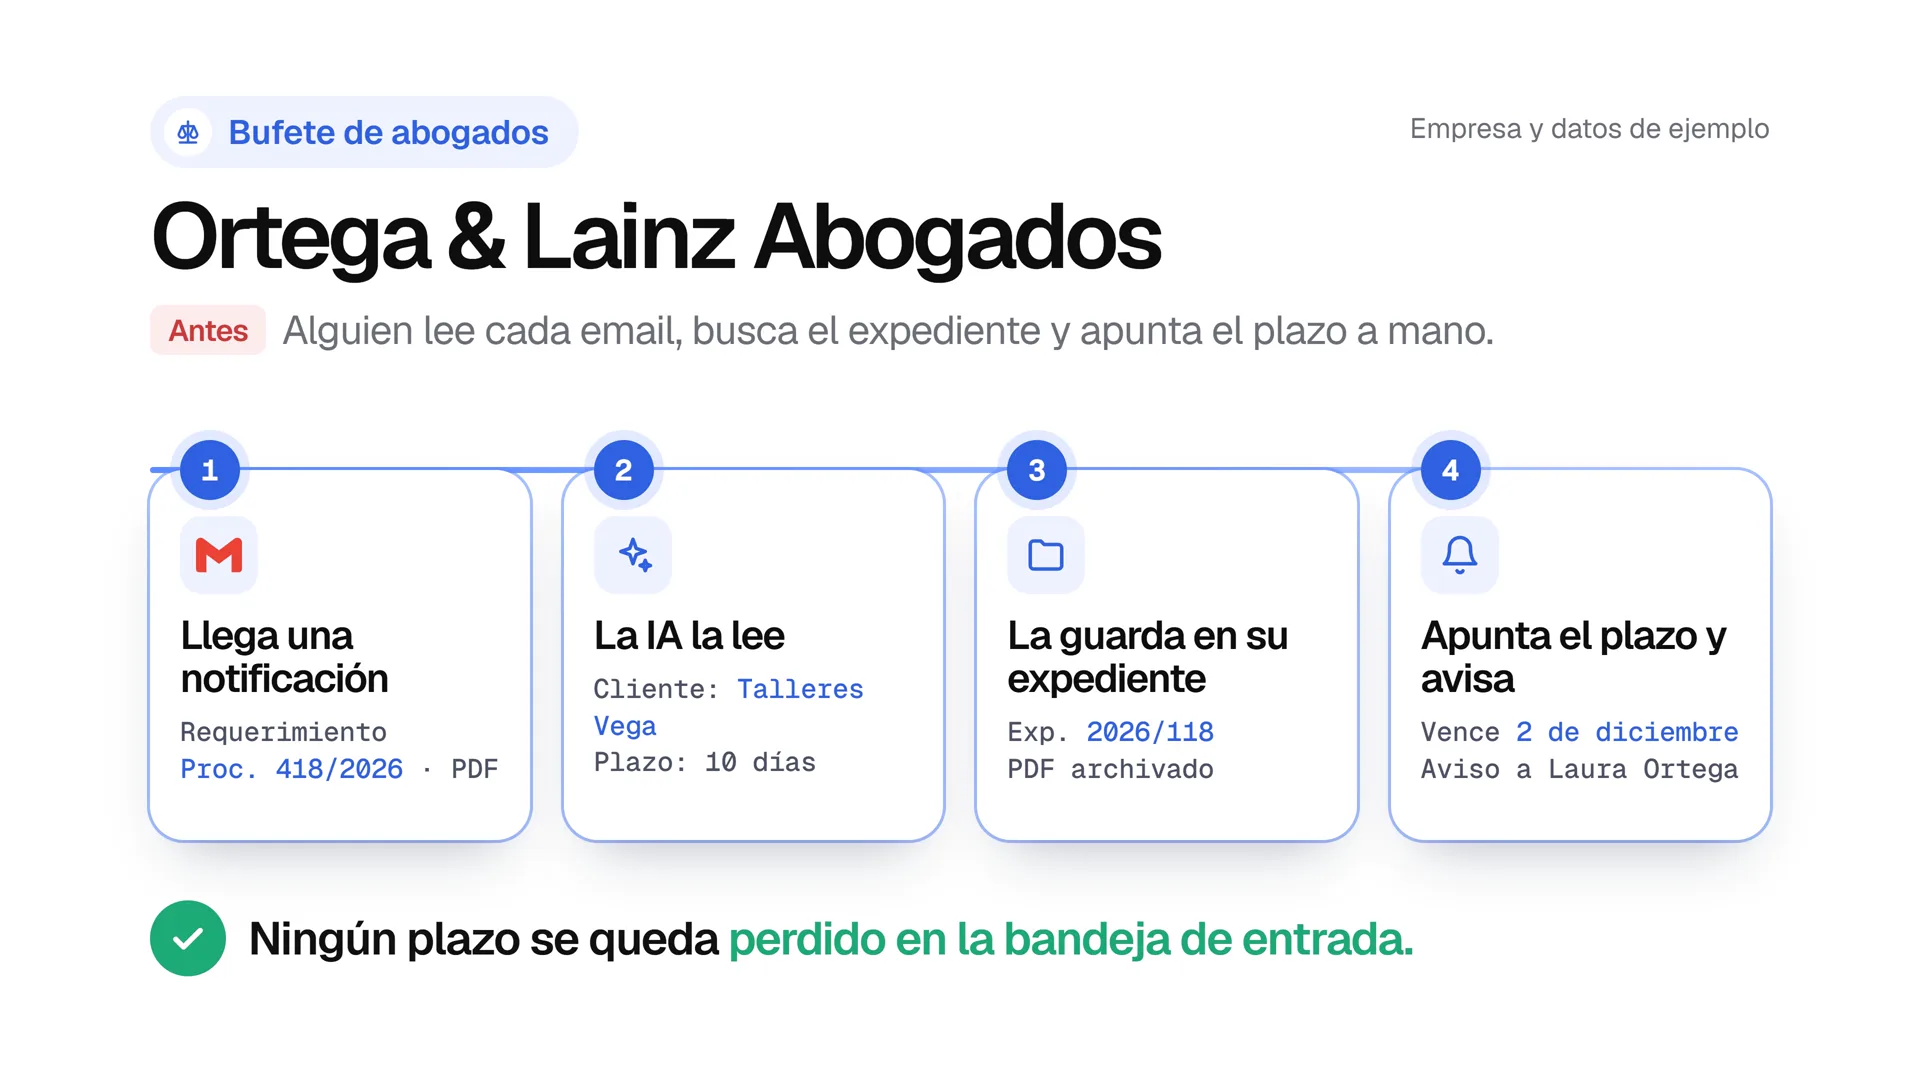 Bufete de abogados
Empresa y datos de ejemplo
Ortega & Lainz Abogados
Antes
Alguien lee cada email, busca el expediente y apunta el plazo a mano.
1
Llega una
notificación
Requerimiento
Proc. 418/2026 · PDF
2
La IA la lee
Cliente: Talleres
Vega
Plazo: 10 días
3
La guarda en su
expediente
Exp. 2026/118
PDF archivado
4
Apunta el plazo y
avisa
Vence 2 de diciembre
Aviso a Laura Ortega
Ningún plazo se queda perdido en la bandeja de entrada.